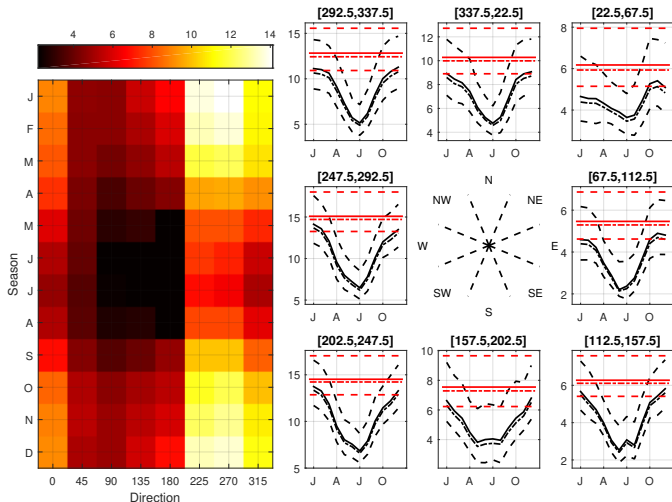 4 6 8 10 12 14
Season
J
F
M
A
M
J
J
A
S
O
N
D
0 45 90 135 180 225 270 315
Direction
[292.5,337.5]
15
10
5
J A J O
[337.5,22.5]
12
10
8
6
4
J A J O
[22.5,67.5]
8
6
4
J A J O
[247.5,292.5]
15
10
5
J A J O
N
NW NE
W E
SW SE
S
[67.5,112.5]
6
4
2
J A J O
[202.5,247.5]
15
10
5
J A J O
[157.5,202.5]
10
8
6
4
J A J O
[112.5,157.5]
6
4
2
J A J O